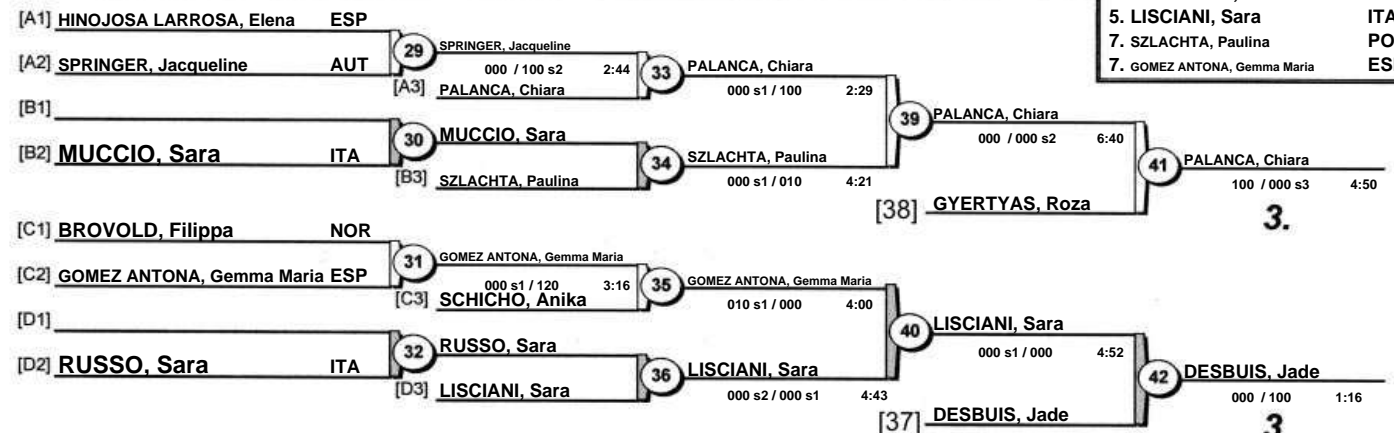 5. LISCIANI, Sara ITA
7. SZLACHTA, Paulina PO
7. GOMEZ ANTONA, Gemma Maria ES
[A1] HINOJOSA LARROSA, Elena ESP
29 SPRINGER, Jacqueline
[A2] SPRINGER, Jacqueline AUT
000 / 100 s2 2:44
33 PALANCA, Chiara
[A3] PALANCA, Chiara
000 s1 / 100 2:29
[B1]
39 PALANCA, Chiara
30 MUCCIO, Sara
000 / 000 s2 6:40
[B2] MUCCIO, Sara ITA
34 SZLACHTA, Paulina
41 PALANCA, Chiara
[B3] SZLACHTA, Paulina
000 s1 / 010 4:21
100 / 000 s3 4:50
[38] GYERTYAS, Roza
3.
[C1] BROVOLD, Filippa NOR
31 GOMEZ ANTONA, Gemma Maria
[C2] GOMEZ ANTONA, Gemma Maria ESP
000 s1 / 120 3:16
35 GOMEZ ANTONA, Gemma Maria
[C3] SCHICHO, Anika
010 s1 / 000 4:00
[D1]
40 LISCIANI, Sara
32 RUSSO, Sara
000 s1 / 000 4:52
[D2] RUSSO, Sara ITA
36 LISCIANI, Sara
42 DESBUIS, Jade
[D3] LISCIANI, Sara
000 s2 / 000 s1 4:43
000 / 100 1:16
[37] DESBUIS, Jade
3